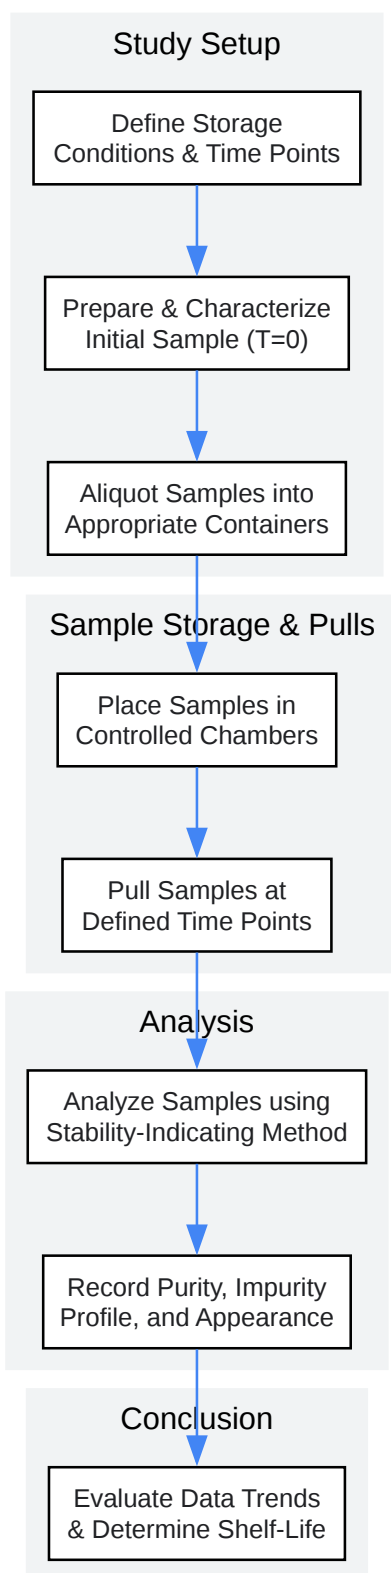 Study Setup
Define Storage
Conditions & Time Points
Prepare & Characterize
Initial Sample (T=0)
Aliquot Samples into
Appropriate Containers
Sample Storage & Pulls
Place Samples in
Controlled Chambers
Pull Samples at
Defined Time Points
Analysis
Analyze Samples using
Stability-Indicating Method
Record Purity, Impurity
Profile, and Appearance
Conclusion
Evaluate Data Trends
& Determine Shelf-Life